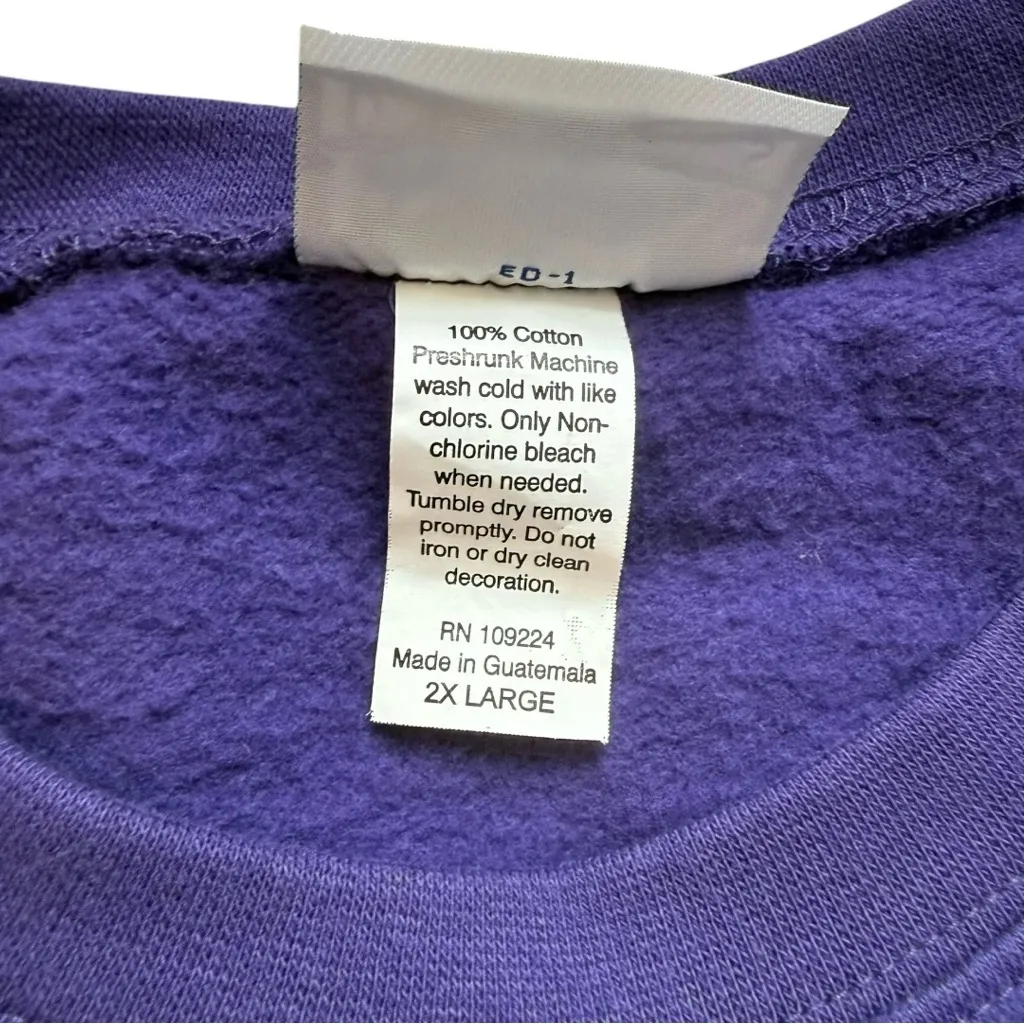 ED-1
100% Cotton
Preshrunk Machine
wash cold with like
colors. Only Non-
chlorine bleach
when needed.
Tumble dry remove
promptly. Do not
iron or dry clean
decoration.
RN 109224
Made in Guatemala
2X LARGE